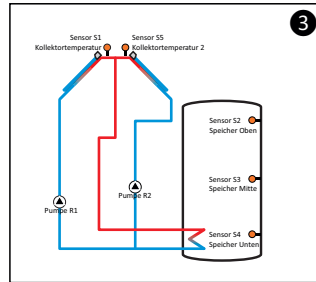 3
Sensor S1
Kollektortemperatur
Sensor S5
Kollektortemperatur 2
Sensor S2
Speicher Oben
Sensor S3
Speicher Mitte
Pumpe R1
Pumpe R2
Sensor S4
Speicher Unten